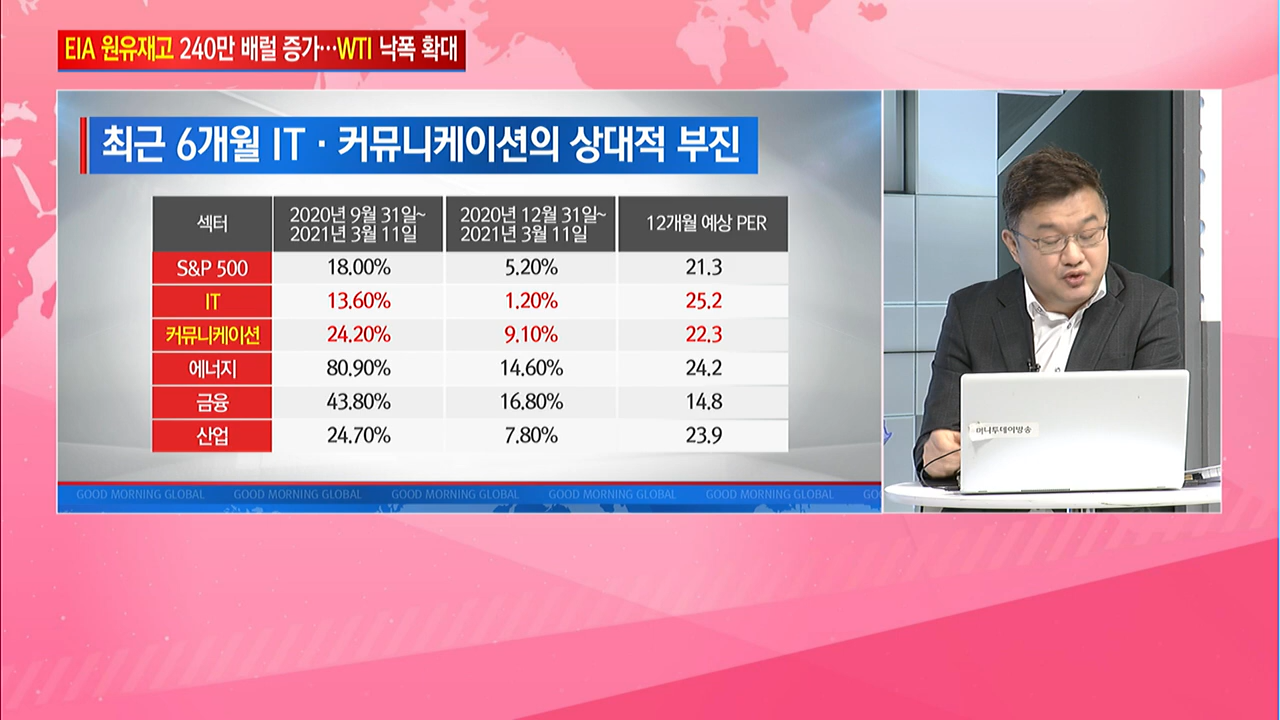 EIA 원유재고 240만 배럴 증가…WTI 낙폭 확대
최근 6개월 IT · 커뮤니케이션의 상대적 부진
섹터 2020년 9월 31일~ 2021년 3월 11일 2020년 12월 31일~ 2021년 3월 11일 12개월 예상 PER
S&P 500 18.00% 5.20% 21.3
IT 13.60% 1.20% 25.2
커뮤니케이션 24.20% 9.10% 22.3
에너지 80.90% 14.60% 24.2
금융 43.80% 16.80% 14.8
산업 24.70% 7.80% 23.9
머니투데이방송
GOOD MORNING GLOBAL GOOD MORNING GLOBAL GOOD MORNING GLOBAL GOOD MORNING GLOBAL GOOD MORNING GLOBAL GO